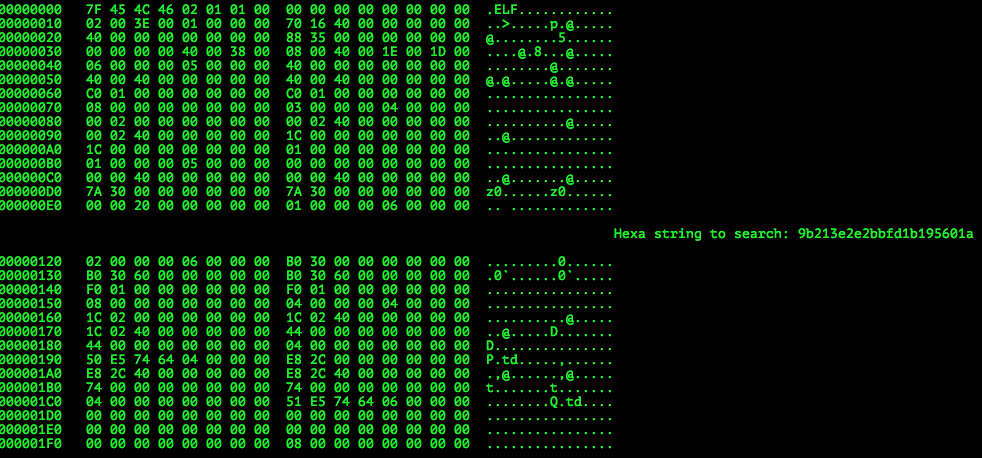 00000000 7F 45 4C 46 02 01 01 00 00 00 00 00 00 00 00 00 .ELF............
00000010 02 00 3E 00 01 00 00 00 70 16 40 00 00 00 00 00 ..>.....p.@.....
00000020 40 00 00 00 00 00 00 00 88 35 00 00 00 00 00 00 @........5......
00000030 00 00 00 00 40 00 38 00 08 00 40 00 1E 00 1D 00 ....@.8...@.....
00000040 06 00 00 00 05 00 00 00 40 00 00 00 00 00 00 00 ........@.......
00000050 40 00 40 00 00 00 00 00 40 00 40 00 00 00 00 00 @.@.....@.@.....
00000060 C0 01 00 00 00 00 00 00 C0 01 00 00 00 00 00 00 ................
00000070 08 00 00 00 00 00 00 00 03 00 00 00 04 00 00 00 ................
00000080 00 02 00 00 00 00 00 00 00 02 40 00 00 00 00 00 ..........@.....
00000090 00 02 40 00 00 00 00 00 1C 00 00 00 00 00 00 00 ..@.............
000000A0 1C 00 00 00 00 00 00 00 01 00 00 00 00 00 00 00 ................
000000B0 01 00 00 00 05 00 00 00 00 00 00 00 00 00 00 00 ................
000000C0 00 00 40 00 00 00 00 00 00 00 40 00 00 00 00 00 ..@.......@.....
000000D0 7A 30 00 00 00 00 00 00 7A 30 00 00 00 00 00 00 z0......z0......
000000E0 00 00 20 00 00 00 00 00 01 00 00 00 06 00 00 00 .. .............
Hexa string to search: 9b213e2e2bbfd1b195601a
00000120 02 00 00 00 06 00 00 00 B0 30 00 00 00 00 00 00 .........0......
00000130 B0 30 60 00 00 00 00 00 B0 30 60 00 00 00 00 00 .0`......0`.....
00000140 F0 01 00 00 00 00 00 00 F0 01 00 00 00 00 00 00 ................
00000150 08 00 00 00 00 00 00 00 04 00 00 00 04 00 00 00 ................
00000160 1C 02 00 00 00 00 00 00 1C 02 40 00 00 00 00 00 ..........@.....
00000170 1C 02 40 00 00 00 00 00 44 00 00 00 00 00 00 00 ..@.....D.......
00000180 44 00 00 00 00 00 00 00 04 00 00 00 00 00 00 00 D...............
00000190 50 E5 74 64 04 00 00 00 E8 2C 00 00 00 00 00 00 P.td.....,......
000001A0 E8 2C 40 00 00 00 00 00 E8 2C 40 00 00 00 00 00 .,@......,@.....
000001B0 74 00 00 00 00 00 00 00 74 00 00 00 00 00 00 00 t.......t.......
000001C0 04 00 00 00 00 00 00 00 51 E5 74 64 06 00 00 00 ........Q.td....
000001D0 00 00 00 00 00 00 00 00 00 00 00 00 00 00 00 00 ................
000001E0 00 00 00 00 00 00 00 00 00 00 00 00 00 00 00 00 ................
000001F0 00 00 00 00 00 00 00 00 08 00 00 00 00 00 00 00 ................